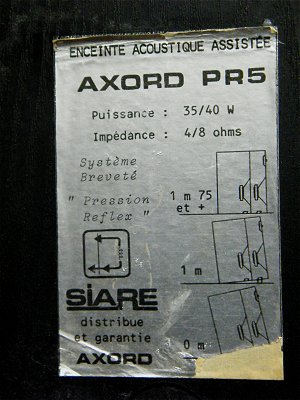 ENCEINTE ACOUSTIQUE ASSISTÉE
AXORD PR5
Puissance : 35/40 W
Impédance : 4/8 ohms
Système
Breveté
" Pression
Reflex "
1 m 75
et +
1 m
0 m
SIARE
distribue
et garantie
AXORD